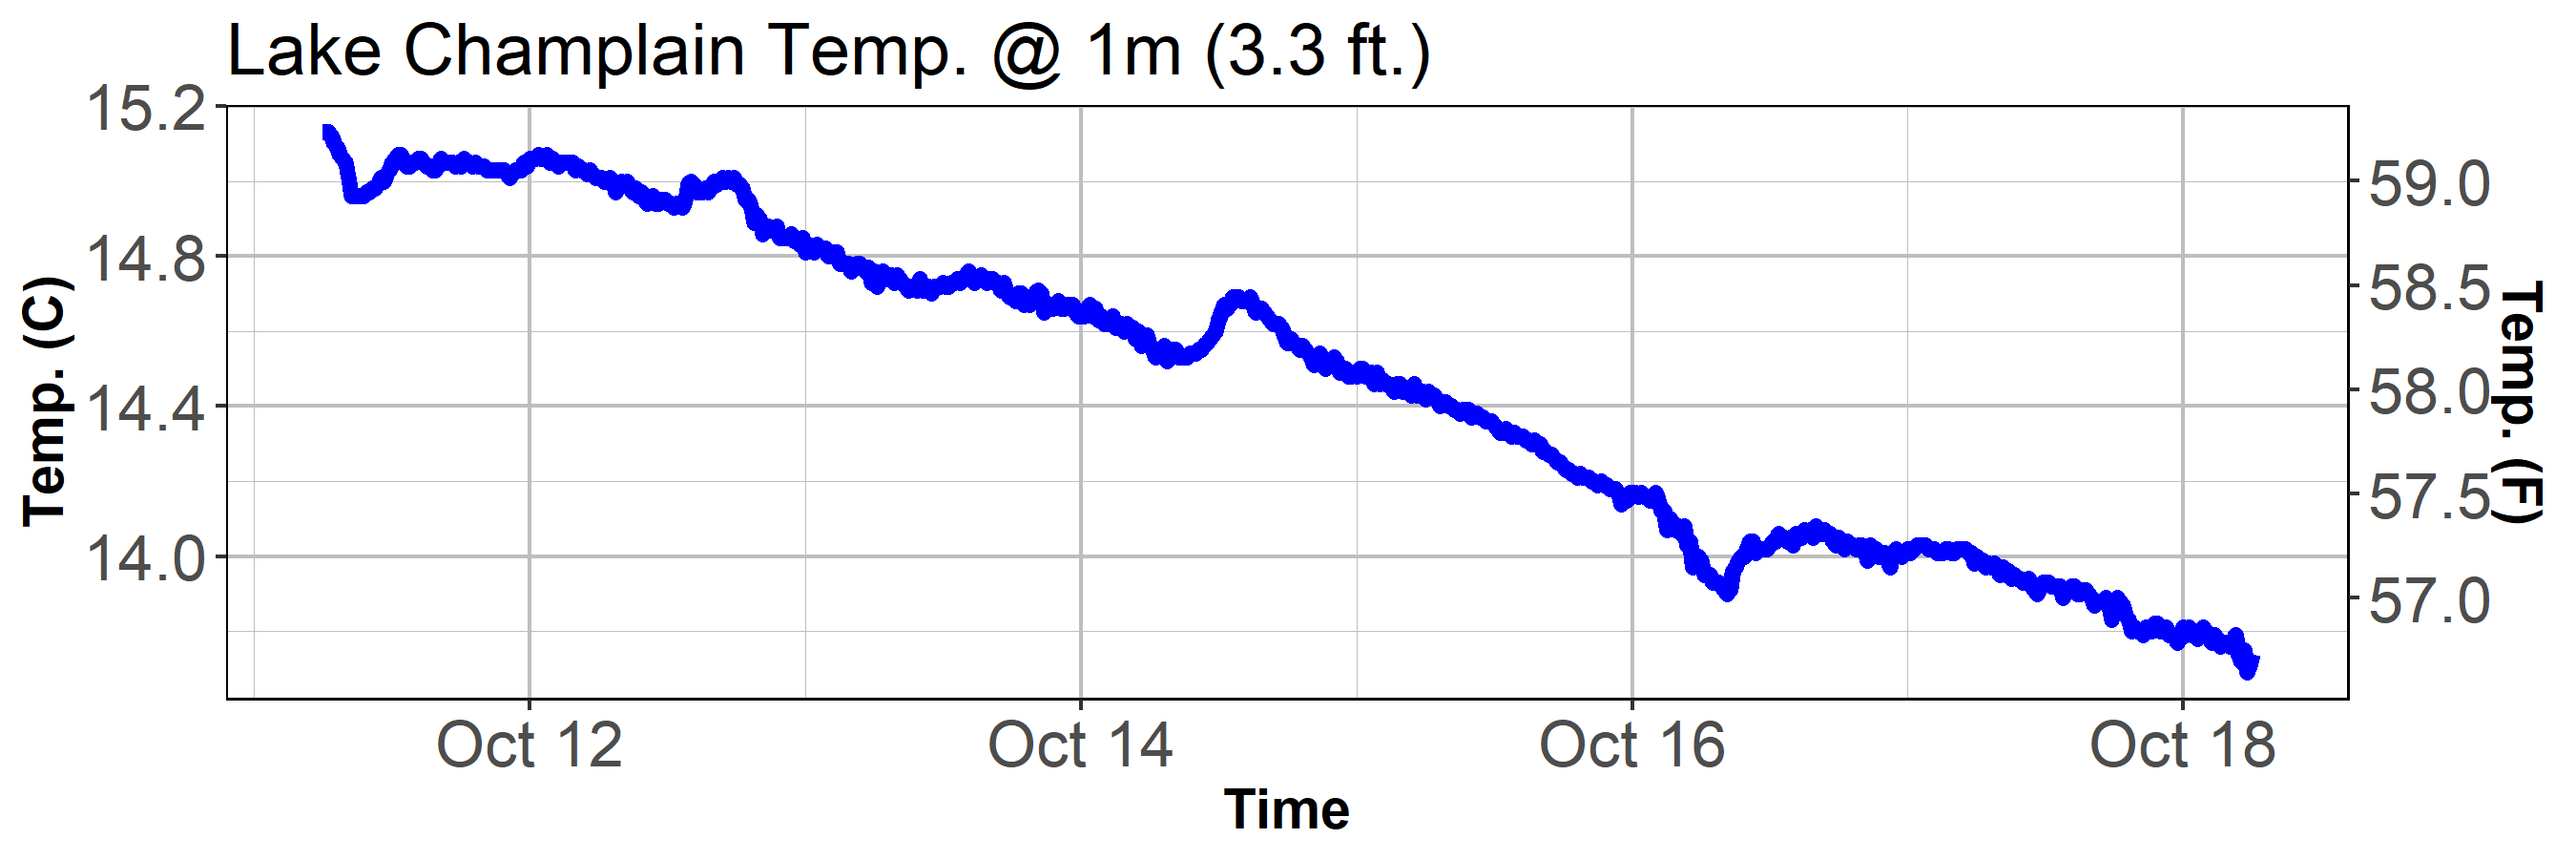 Lake Champlain Temp. @ 1m (3.3 ft.)
Temp. (C)
15.2
14.8
14.4
14.0
59.0
58.5
58.0
57.5
57.0
Temp. (F)
Oct 12 Oct 14 Oct 16 Oct 18
Time